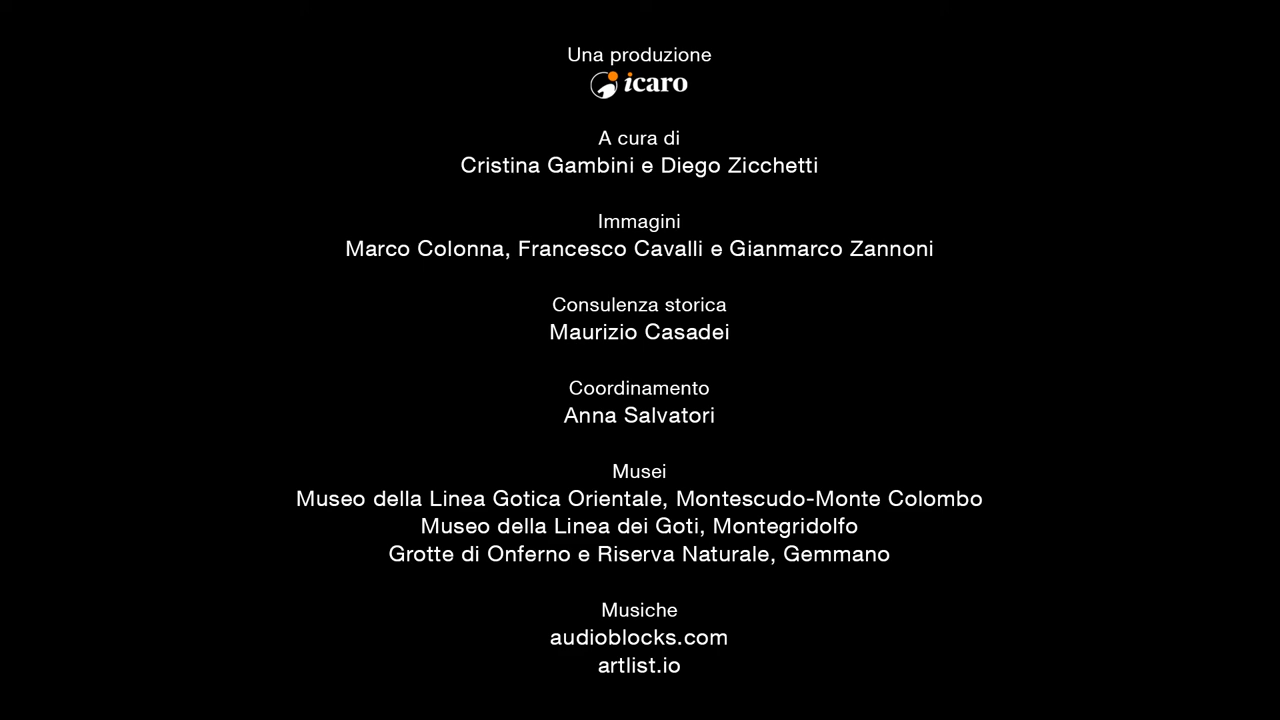 Una produzione
icaro
A cura di
Cristina Gambini e Diego Zicchetti
Immagini
Marco Colonna, Francesco Cavalli e Gianmarco Zannoni
Consulenza storica
Maurizio Casadei
Coordinamento
Anna Salvatori
Musei
Museo della Linea Gotica Orientale, Montescudo-Monte Colombo
Museo della Linea dei Goti, Montegridolfo
Grotte di Onferno e Riserva Naturale, Gemmano
Musiche
audioblocks.com
artlist.io